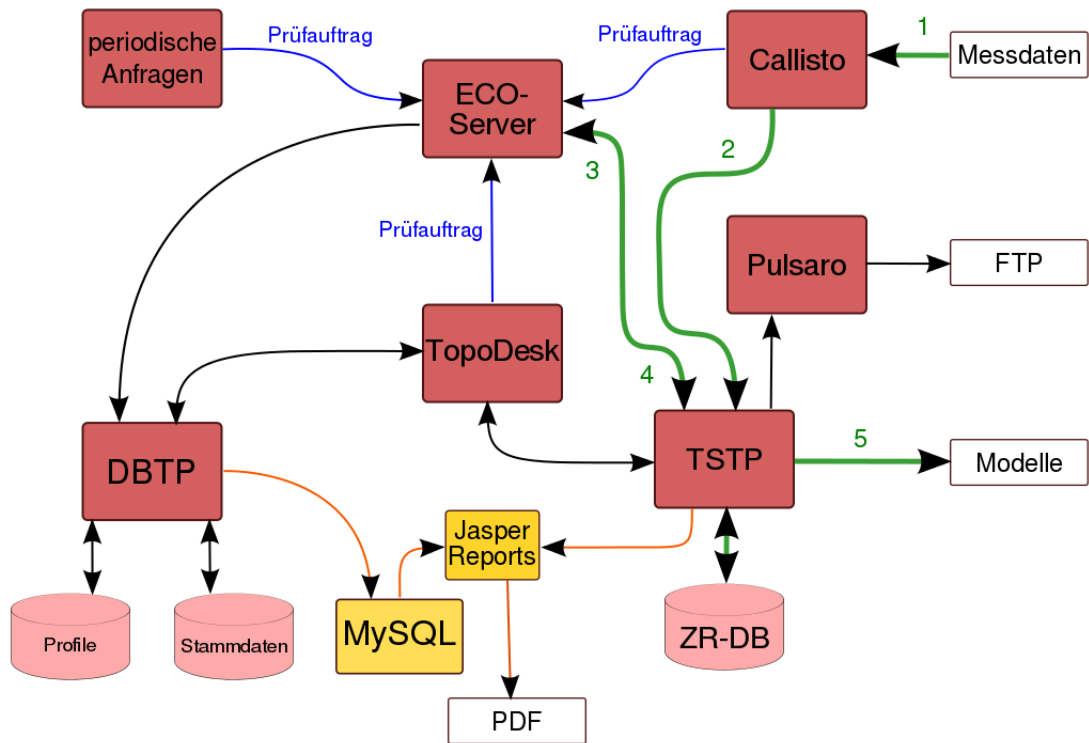 periodische
Anfragen
Prüfauftrag
Prüfauftrag
Callisto
1
Messdaten
ECO-
Server
3
2
Prüfauftrag
Pulsaro
FTP
TopoDesk
4
DBTP
TSTP
5
Modelle
Jasper
Reports
Profile
Stammdaten
MySQL
ZR-DB
PDF